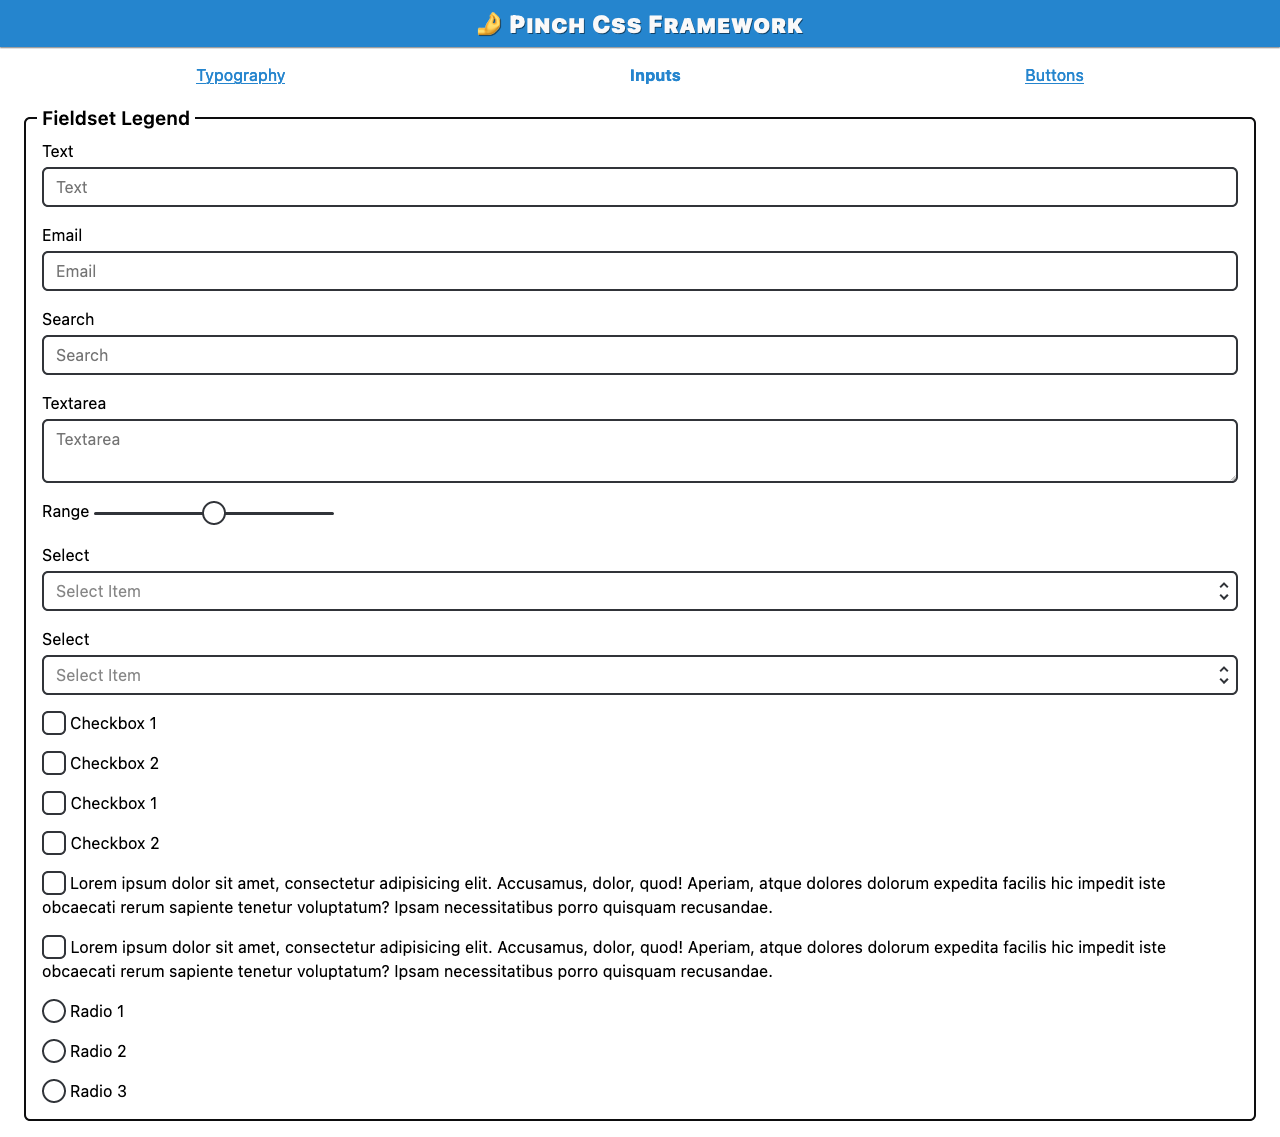 🤌 Pinch Css Framework
Typography
Inputs
Buttons
Fieldset Legend
Text
Text
Email
Email
Search
Search
Textarea
Textarea
Range
Select
Select Item
Select
Select Item
Checkbox 1
Checkbox 2
Checkbox 1
Checkbox 2
Lorem ipsum dolor sit amet, consectetur adipisicing elit. Accusamus, dolor, quod! Aperiam, atque dolores dolorum expedita facilis hic impedit iste
obcaecati rerum sapiente tenetur voluptatum? Ipsam necessitatibus porro quisquam recusandae.
Lorem ipsum dolor sit amet, consectetur adipisicing elit. Accusamus, dolor, quod! Aperiam, atque dolores dolorum expedita facilis hic impedit iste
obcaecati rerum sapiente tenetur voluptatum? Ipsam necessitatibus porro quisquam recusandae.
Radio 1
Radio 2
Radio 3